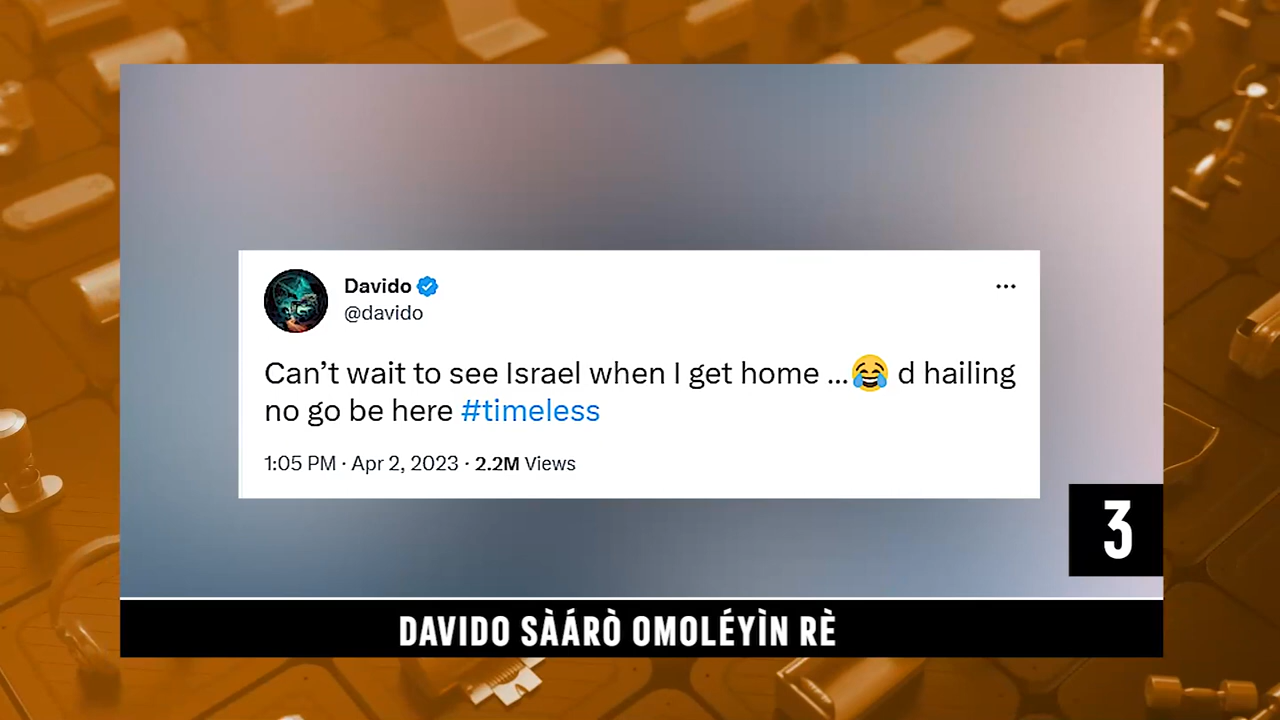 Davido
@davido
Can’t wait to see Israel when I get home ...😂 d hailing
no go be here #timeless
1:05 PM · Apr 2, 2023 · 2.2M Views
3
DAVIDO SÀÁRÒ OMOLÉYÌN RÈ